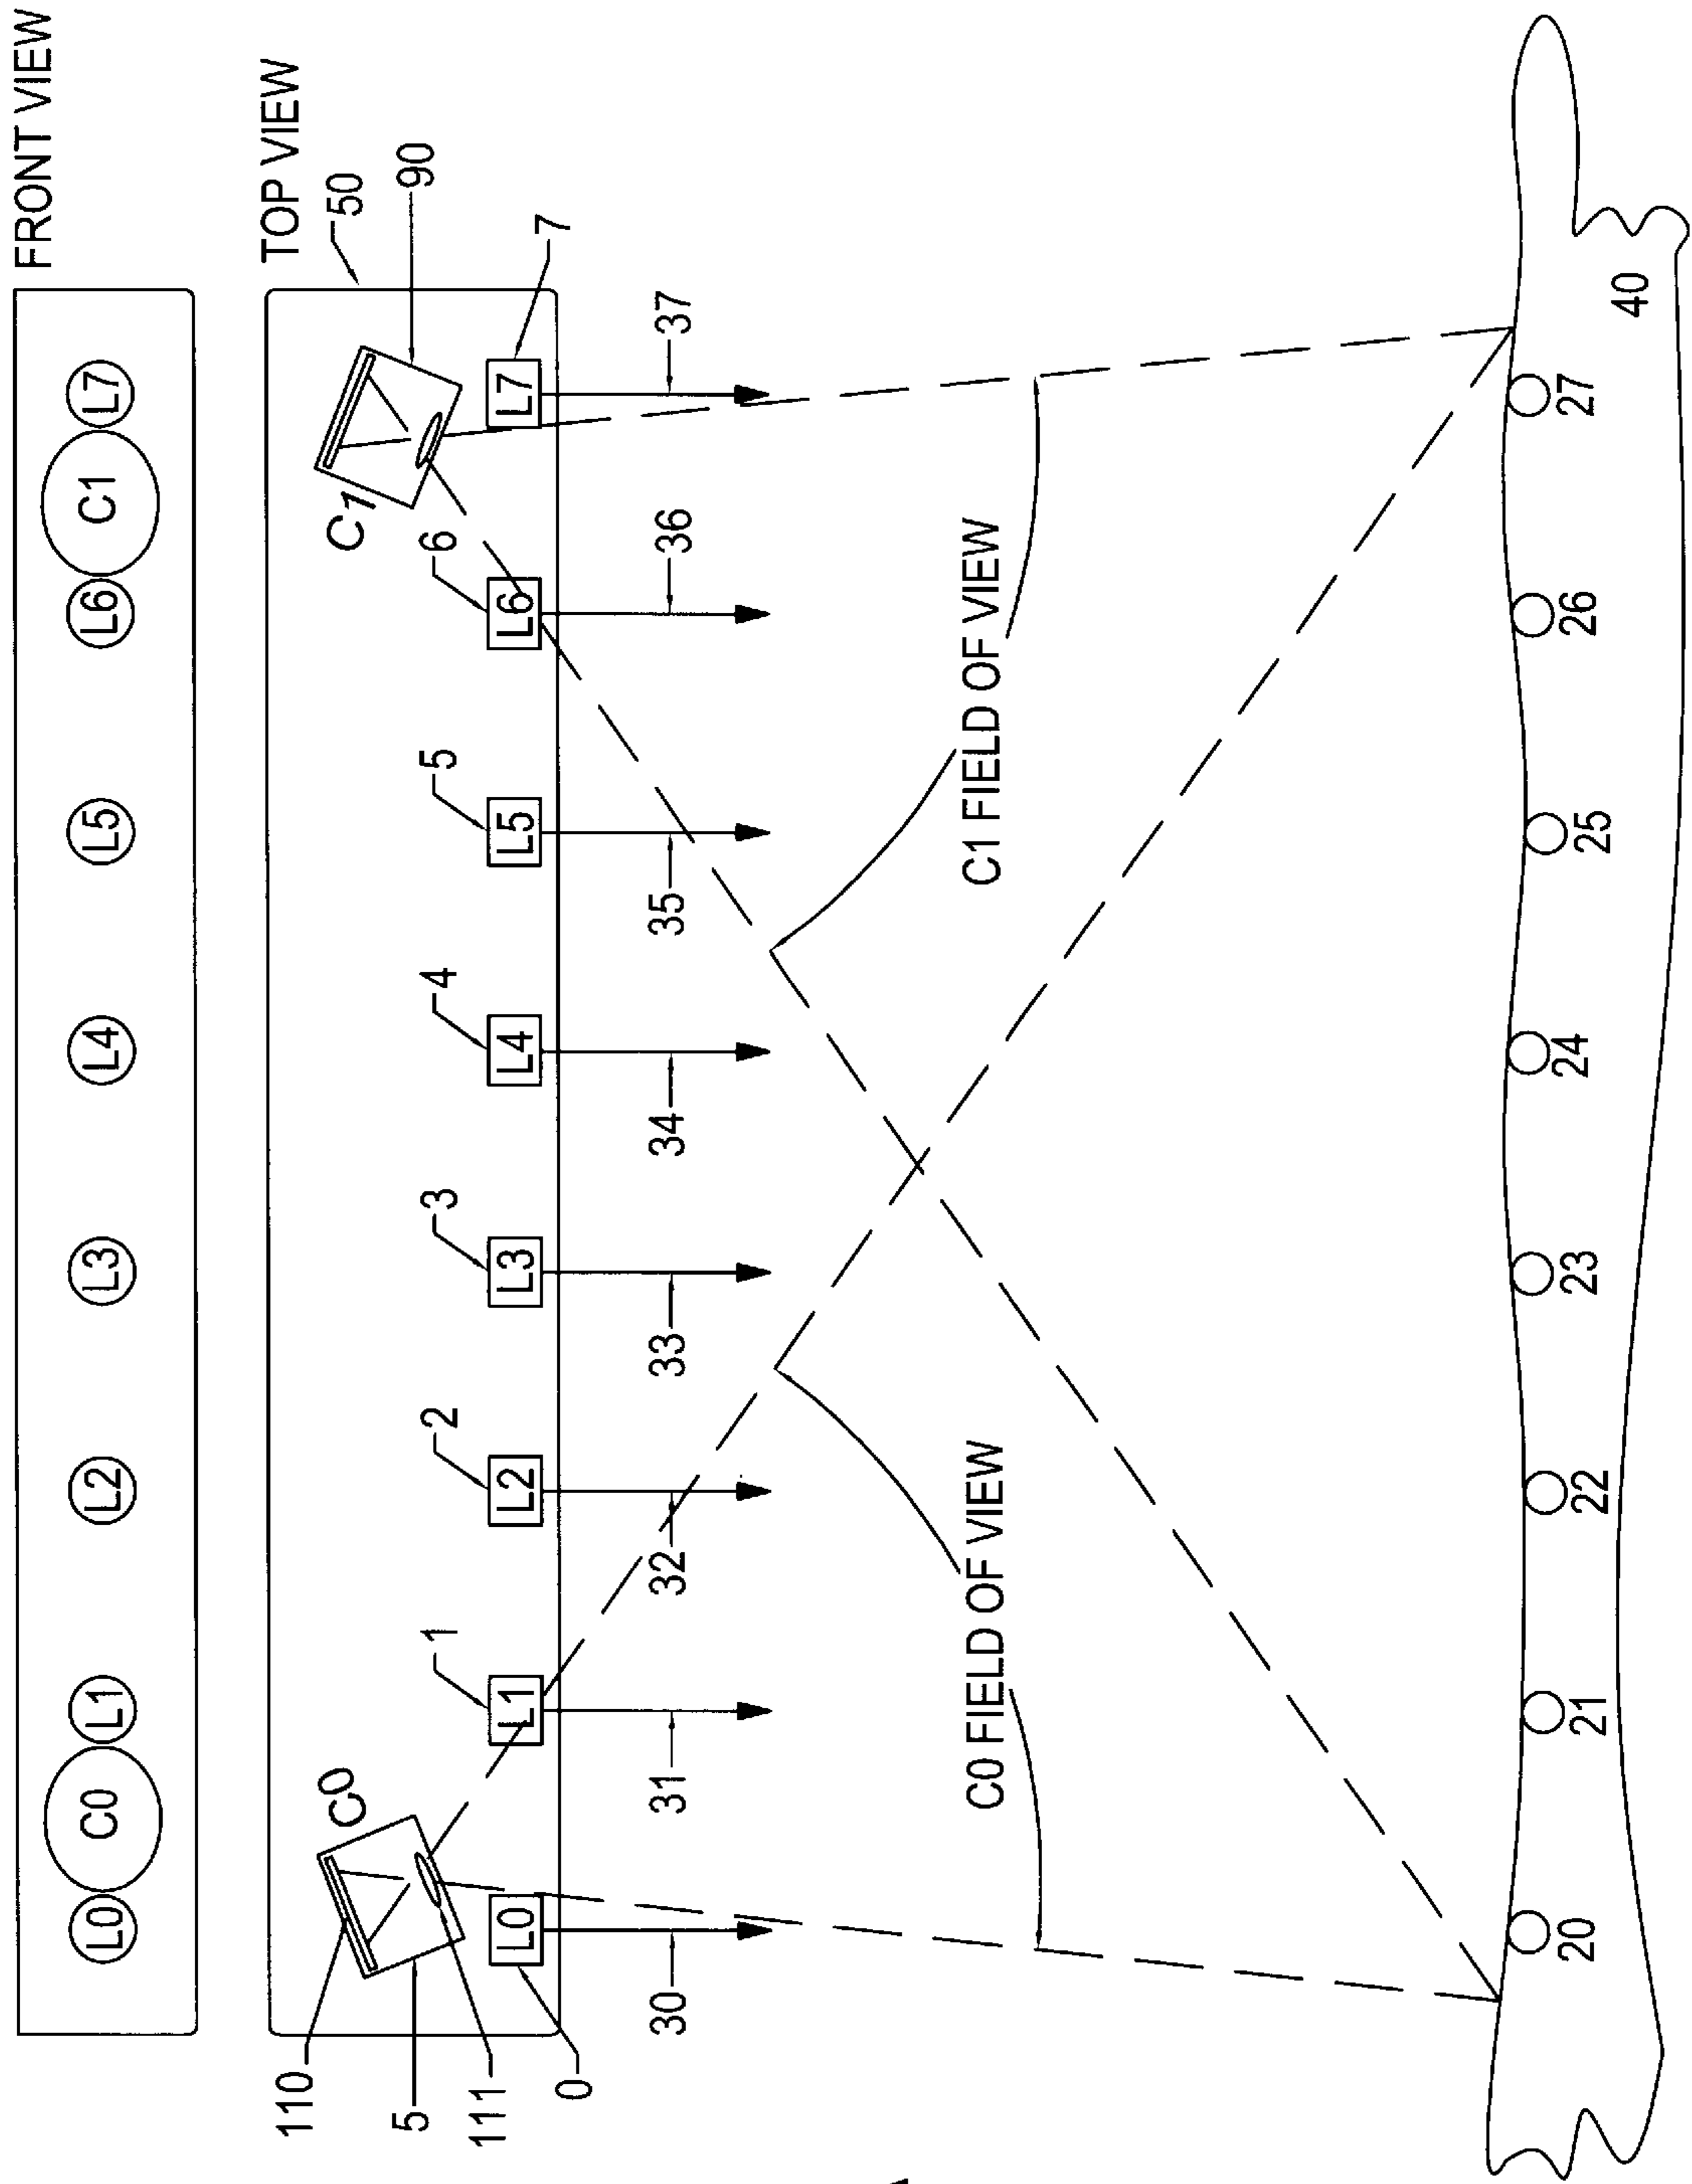 FRONT VIEW
L0 C0 L1 L2 L3 L4 L5 L6 C1 L7
TOP VIEW
50
110
C0
C1
90
5
111
1
2
3
4
5
6
7
L0 L1 L2 L3 L4 L5 L6 L7
0
30 31 32 33 34 35 36 37
C0 FIELD OF VIEW
C1 FIELD OF VIEW
20 21 22 23 24 25 26 27
40